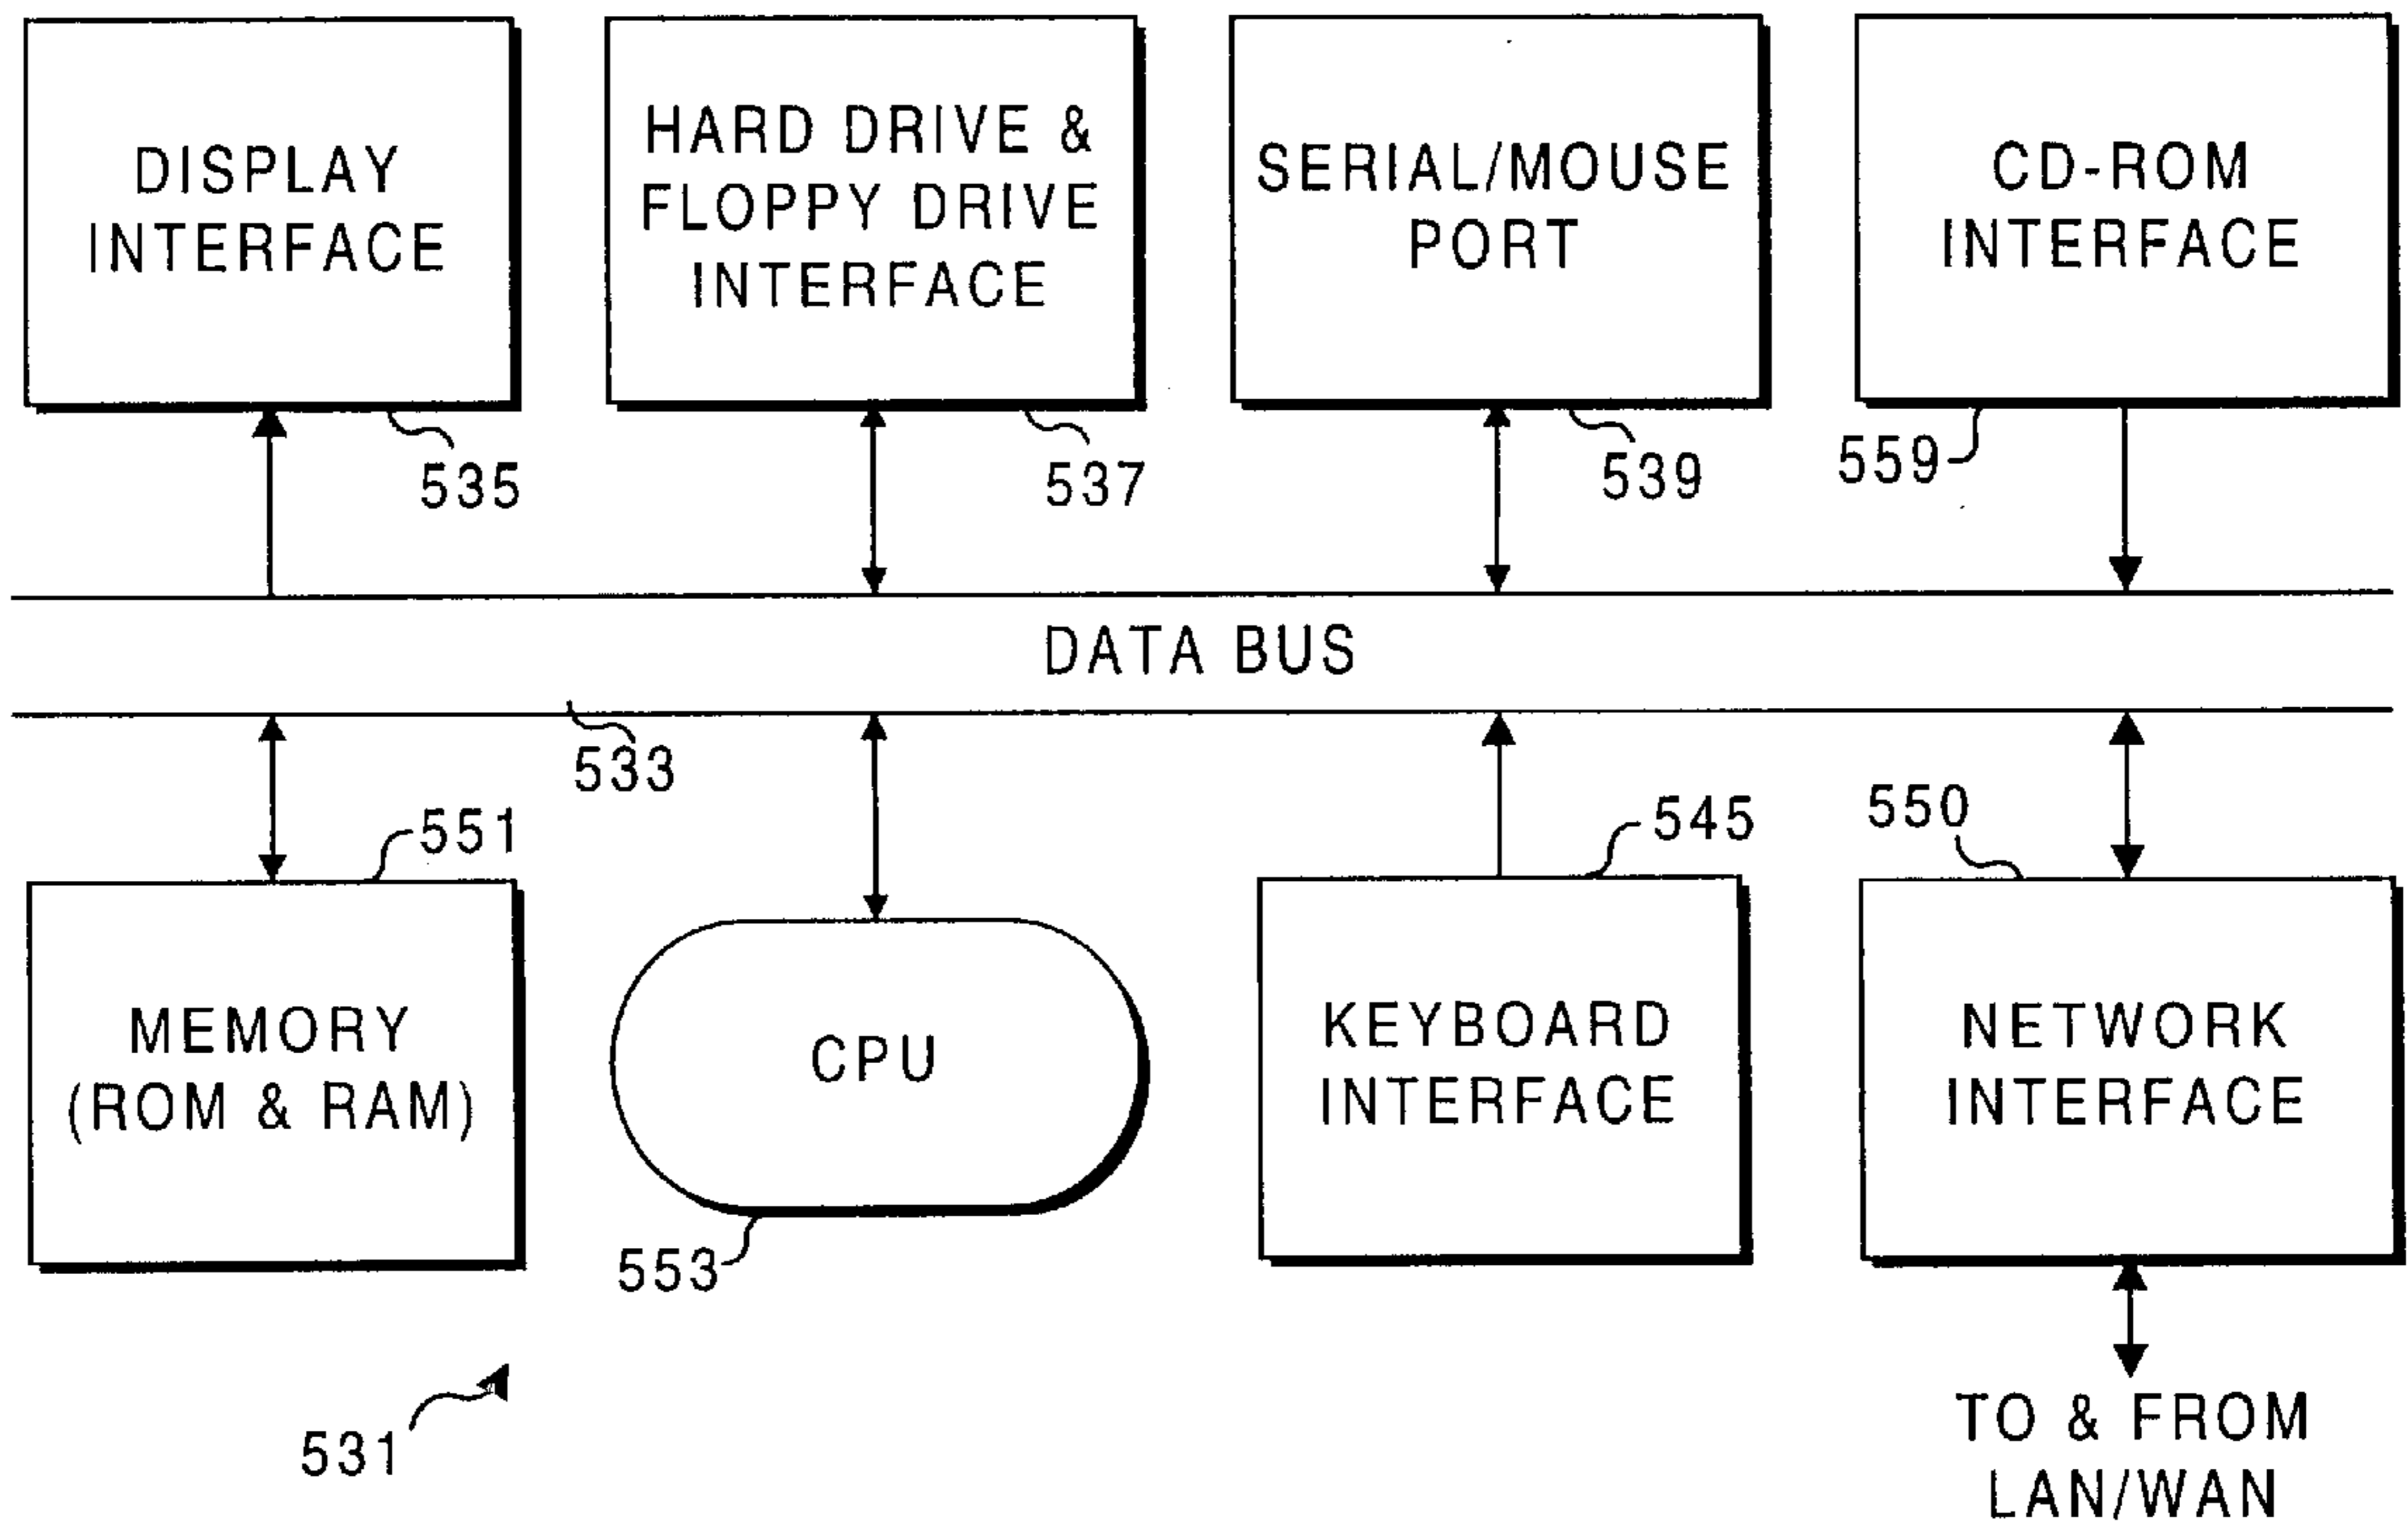 DISPLAY
INTERFACE
535
HARD DRIVE &
FLOPPY DRIVE
INTERFACE
537
SERIAL/MOUSE
PORT
539
CD-ROM
INTERFACE
559
DATA BUS
533
551
MEMORY
(ROM & RAM)
CPU
553
545
KEYBOARD
INTERFACE
550
NETWORK
INTERFACE
531
TO & FROM
LAN/WAN